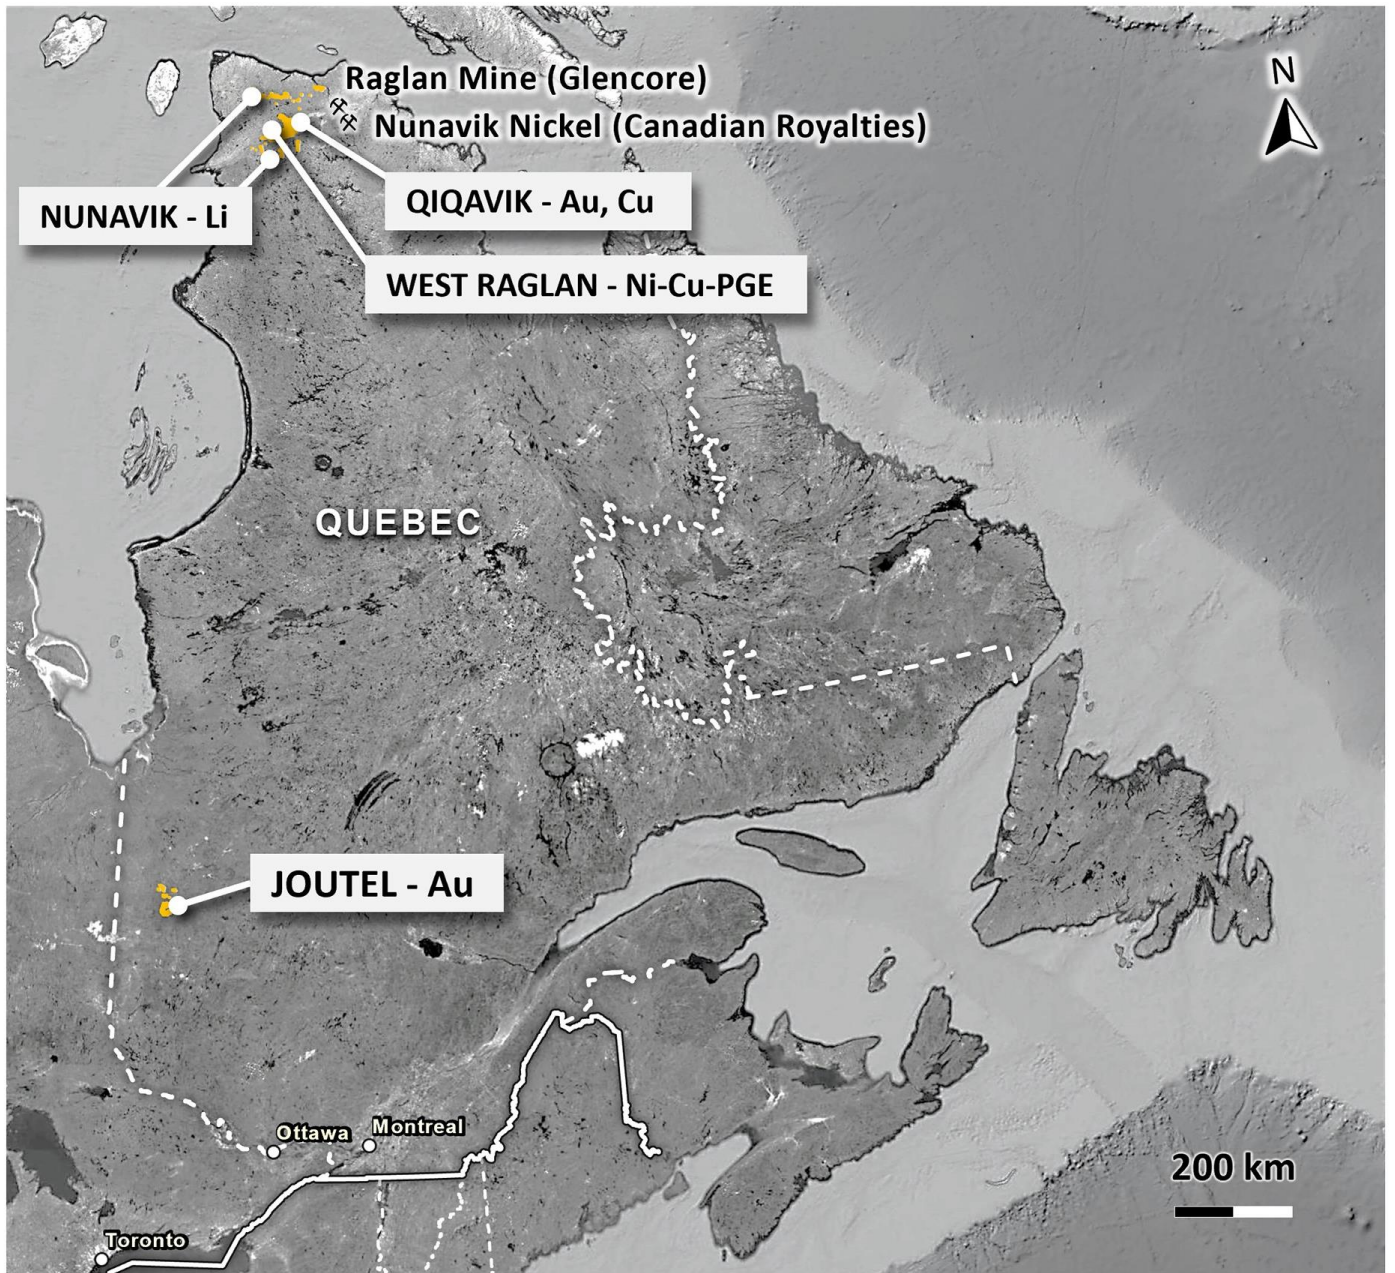 N
Raglan Mine (Glencore)
Nunavik Nickel (Canadian Royalties)
NUNAVIK - Li
QIQAVIK - Au, Cu
WEST RAGLAN - Ni-Cu-PGE
QUEBEC
JOUTEL - Au
Ottawa
Montreal
200 km
Toronto